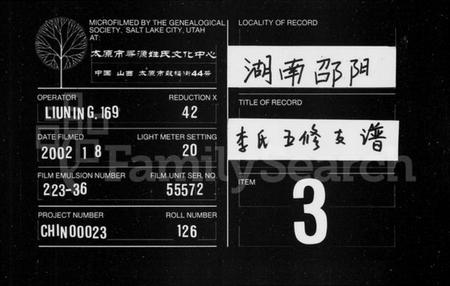 MICROFILMED BY THE GENEALOGICAL
SOCIETY, SALT LAKE CITY, UTAH
AT:
太原市寻源姓氏文化中心
中国 山西 太原市敦福街44号
OPERATOR
LIUNING, 169
REDUCTION X
42
DATE FILMED
2002 1 8
LIGHT METER SETTING
20
FILM EMULSION NUMBER
223-36
FILM UNIT SER. NO.
55572
PROJECT NUMBER
CHIN00023
ROLL NUMBER
126
LOCALITY OF RECORD
湖南邵阳
TITLE OF RECORD
李氏五修支谱
ITEM
3
FamilySearch